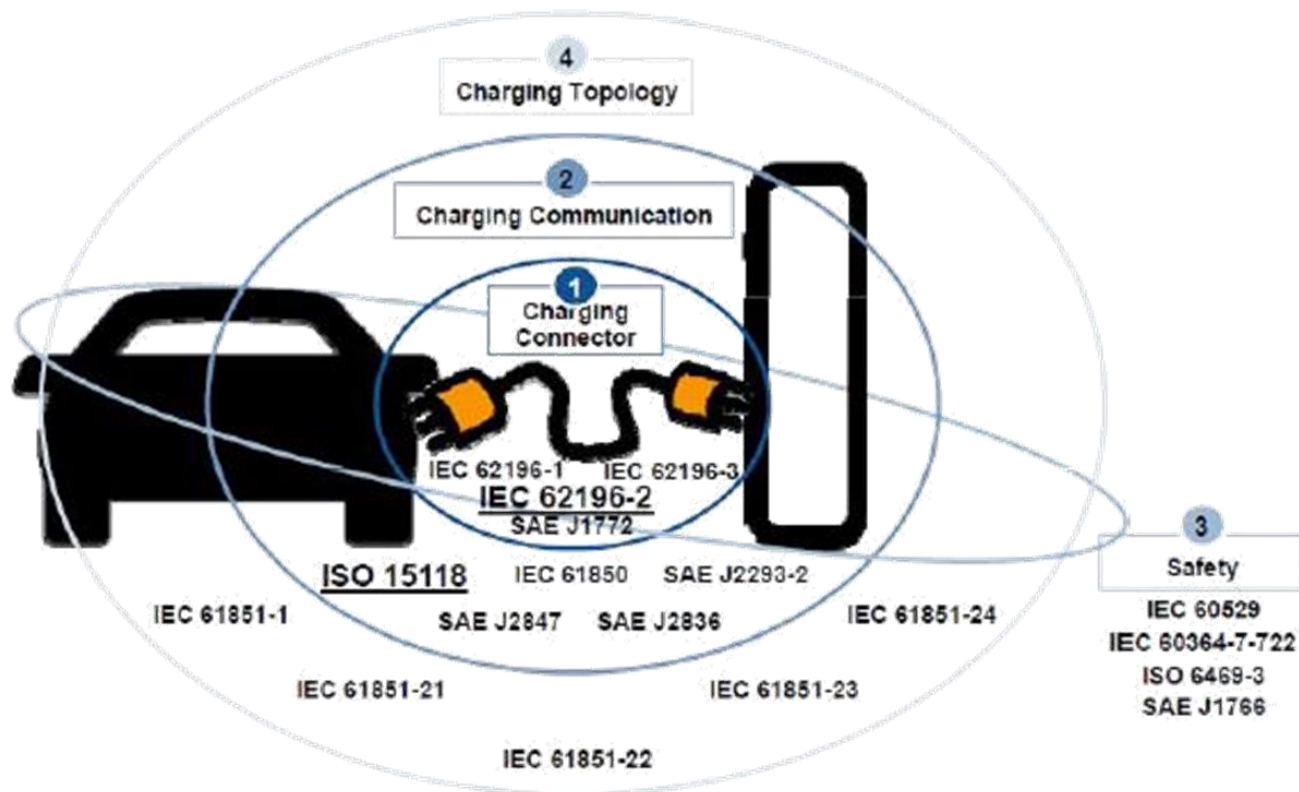 4
Charging Topology
2
Charging Communication
1
Charging
Connector
IEC 62196-1 IEC 62196-3
IEC 62196-2
SAE J1772
3
Safety
ISO 15118 IEC 61850 SAE J2293-2
IEC 61851-1 SAE J2847 SAE J2836 IEC 61851-24
IEC 60529
IEC 60364-7-722
ISO 6469-3
SAE J1766
IEC 61851-21 IEC 61851-23
IEC 61851-22